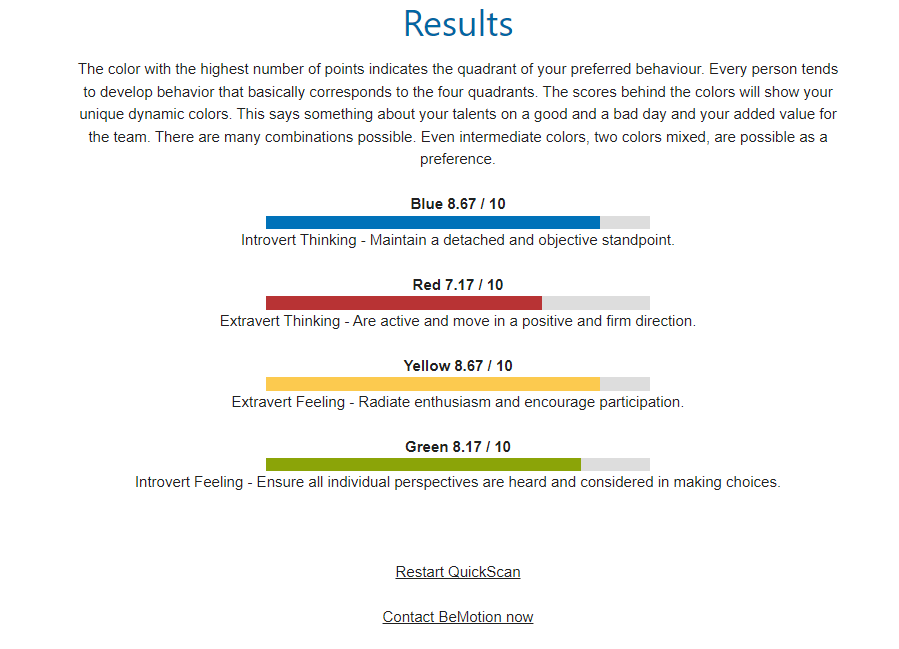 Results
The color with the highest number of points indicates the quadrant of your preferred behaviour. Every person tends
to develop behavior that basically corresponds to the four quadrants. The scores behind the colors will show your
unique dynamic colors. This says something about your talents on a good and a bad day and your added value for
the team. There are many combinations possible. Even intermediate colors, two colors mixed, are possible as a
preference.
Blue 8.67 / 10
Introvert Thinking - Maintain a detached and objective standpoint.
Red 7.17 / 10
Extravert Thinking - Are active and move in a positive and firm direction.
Yellow 8.67 / 10
Extravert Feeling - Radiate enthusiasm and encourage participation.
Green 8.17 / 10
Introvert Feeling - Ensure all individual perspectives are heard and considered in making choices.
Restart QuickScan
Contact BeMotion now